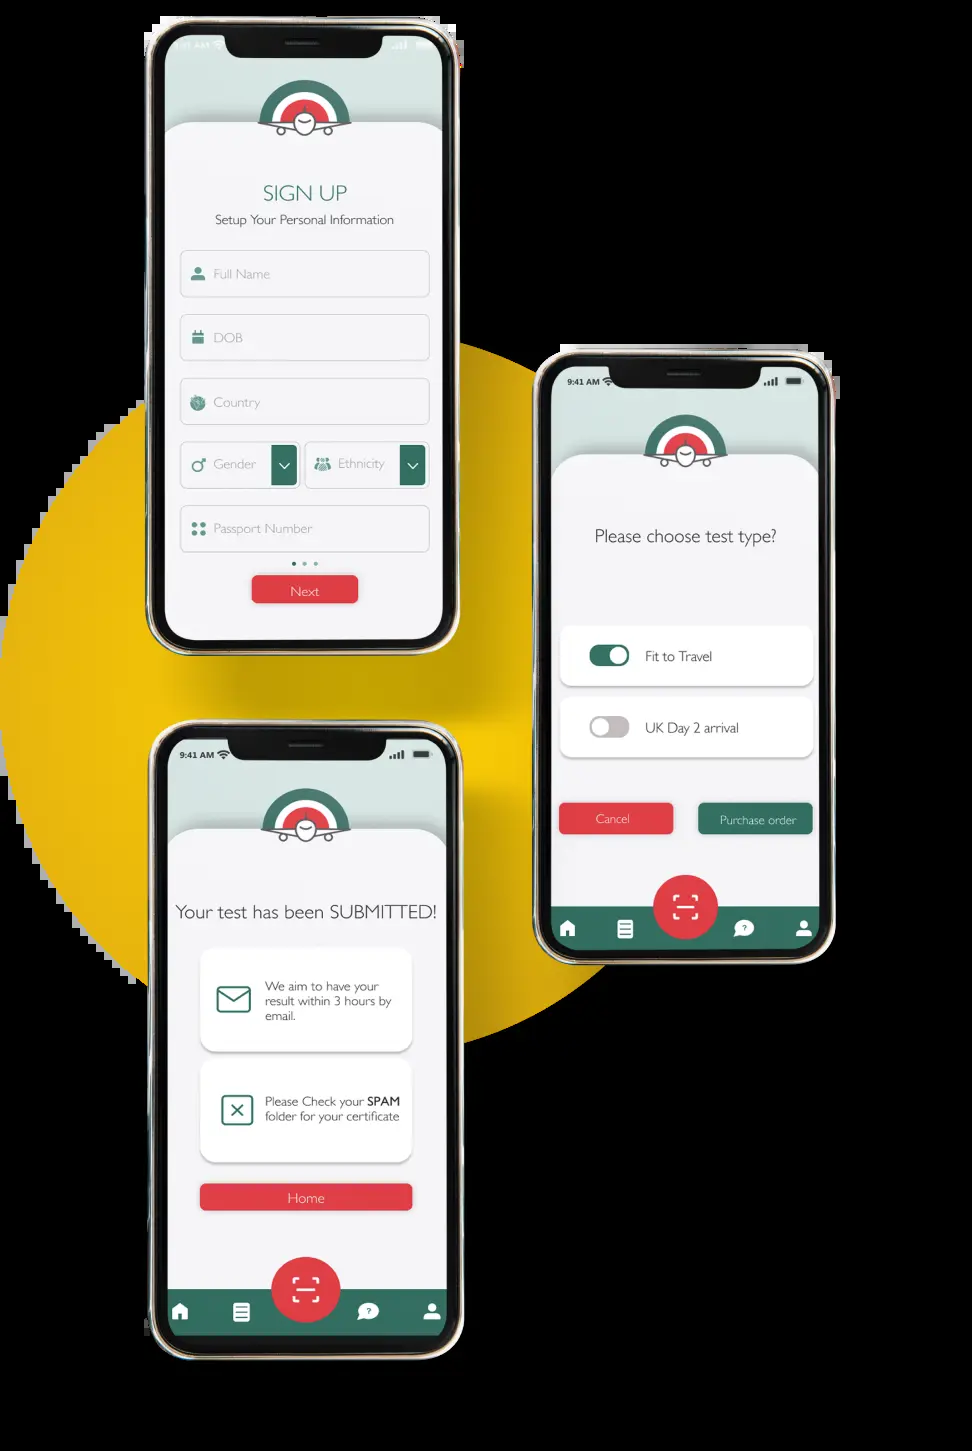 SIGN UP
Setup Your Personal Information
Full Name
DOB
Country
Gender
Ethnicity
Passport Number
Next
9:41 AM
Please choose test type?
Fit to Travel
UK Day 2 arrival
Cancel
Purchase order
9:41 AM
Your test has been SUBMITTED!
We aim to have your
result within 3 hours by
email.
Please Check your SPAM
folder for your certificate
Home